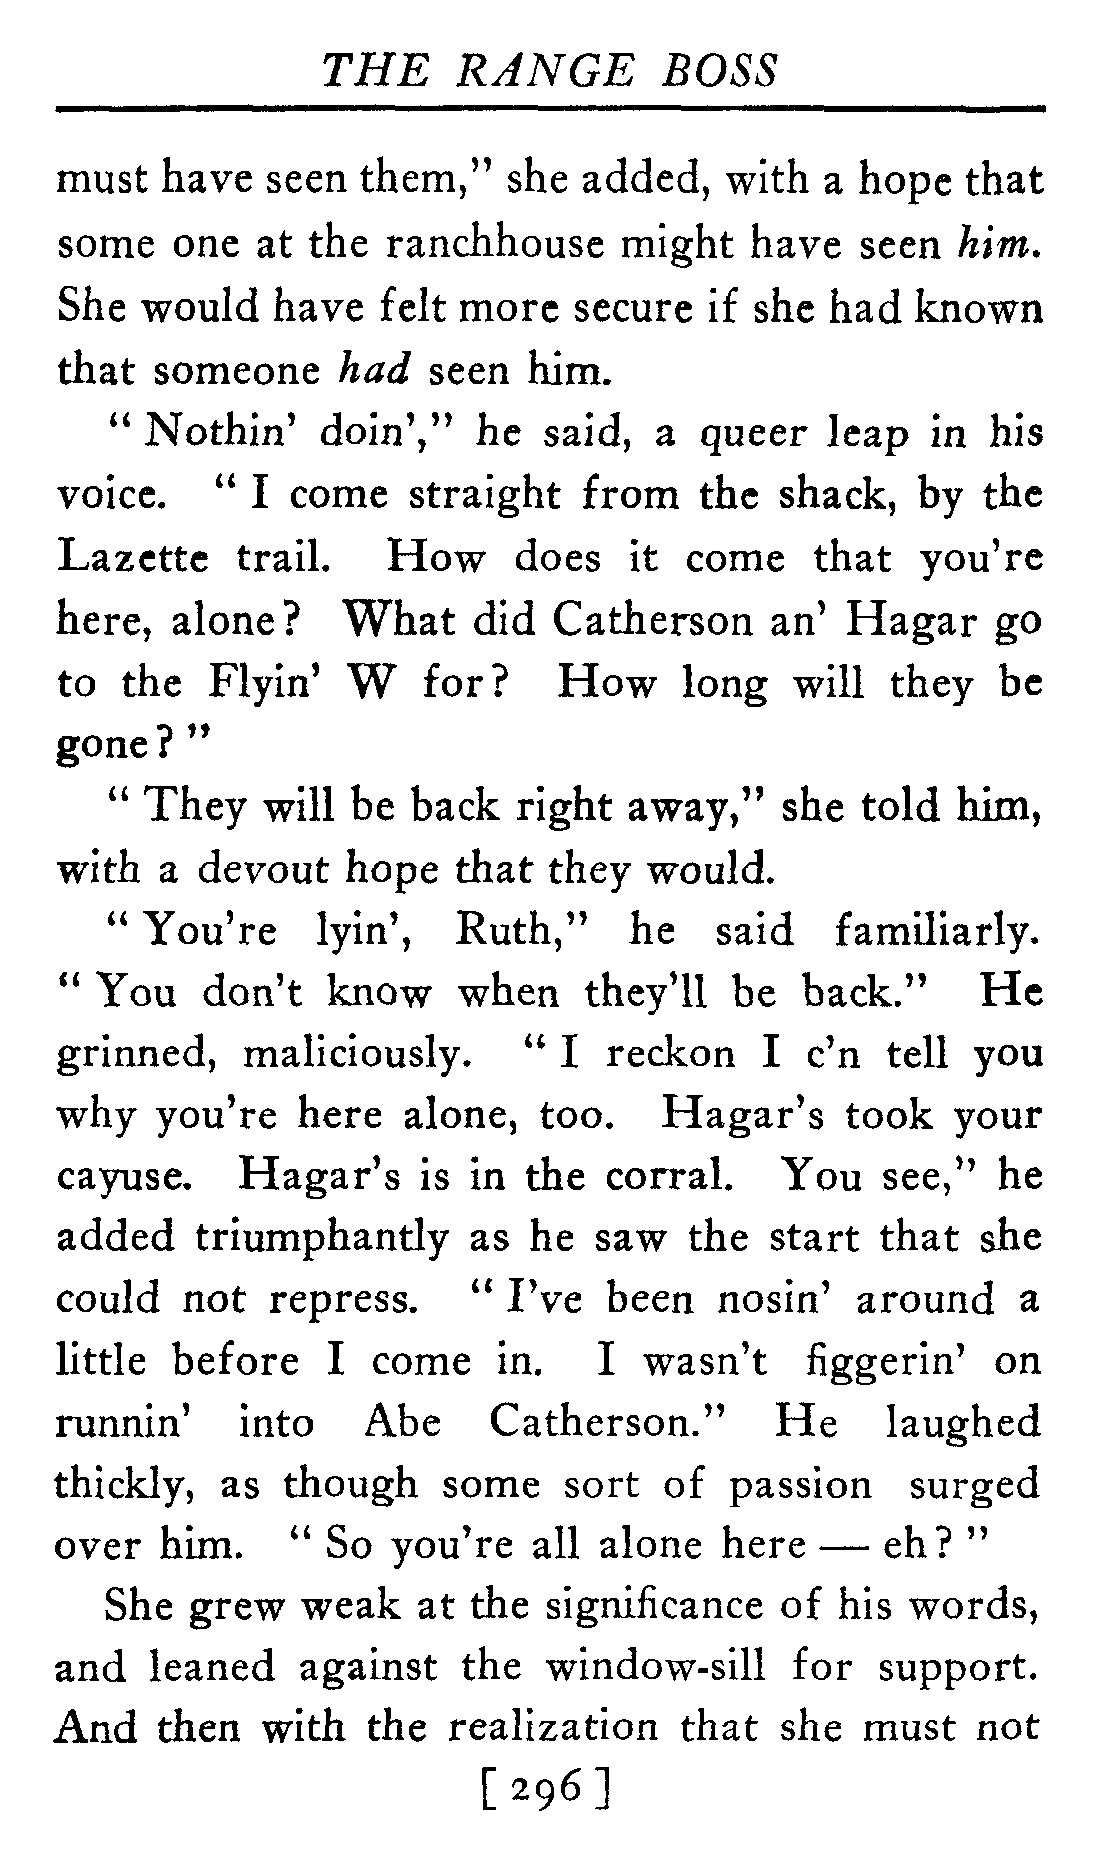 THE RANGE BOSS
must have seen them," she added, with a hope that
some one at the ranchhouse might have seen him.
She would have felt more secure if she had known
that someone had seen him.
" Nothin' doin'," he said, a queer leap in his
voice. " I come straight from the shack, by the
Lazette trail. How does it come that you're
here, alone? What did Catherson an' Hagar go
to the Flyin' W for? How long will they be
gone? "
" They will be back right away," she told him,
with a devout hope that they would.
" You're lyin', Ruth," he said familiarly.
" You don't know when they'll be back." He
grinned, maliciously. " I reckon I c'n tell you
why you're here alone, too. Hagar's took your
cayuse. Hagar's is in the corral. You see," he
added triumphantly as he saw the start that she
could not repress. " I've been nosin' around a
little before I come in. I wasn't figgerin' on
runnin' into Abe Catherson." He laughed
thickly, as though some sort of passion surged
over him. " So you're all alone here — eh? "
She grew weak at the significance of his words,
and leaned against the window-sill for support.
And then with the realization that she must not
[ 296 ]